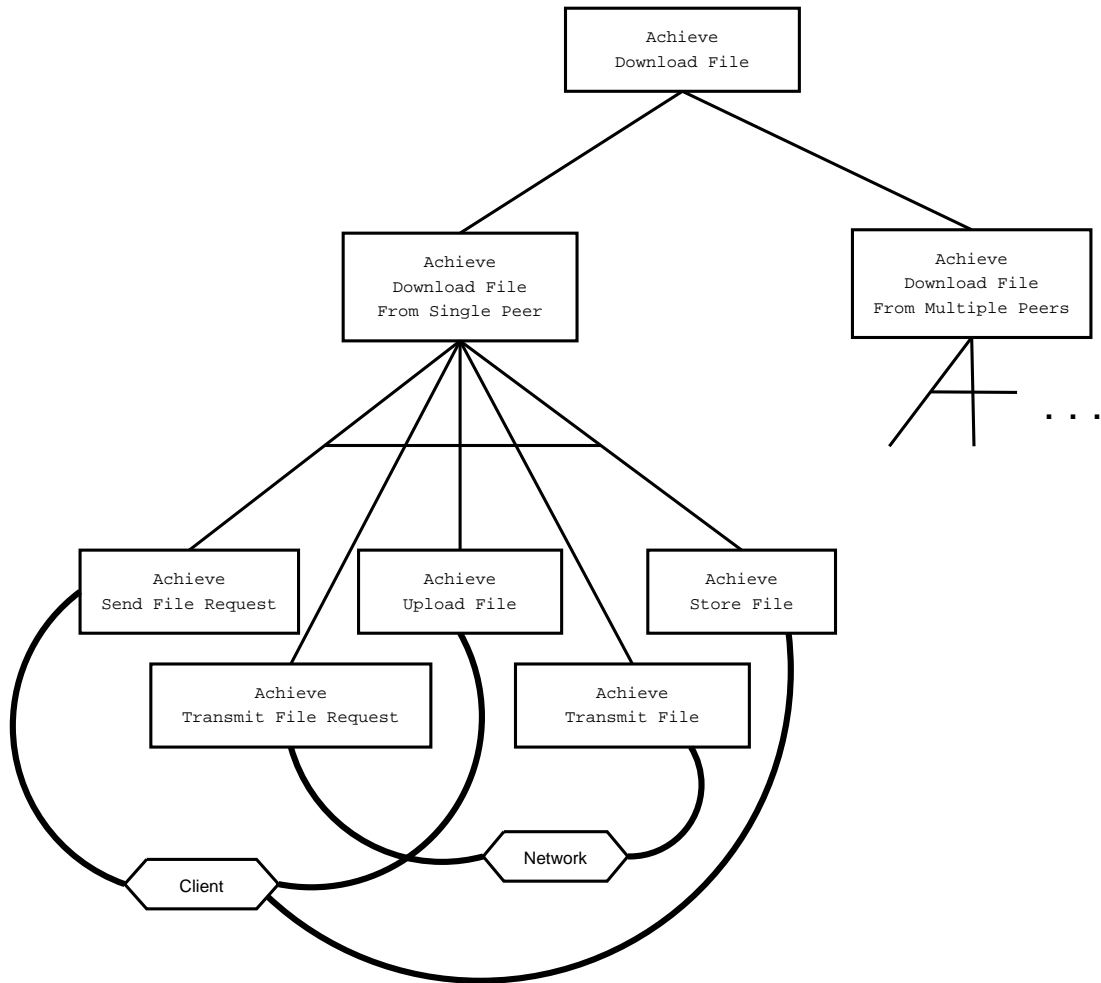 Achieve
Download File
Achieve
Download File
From Single Peer
Achieve
Download File
From Multiple Peers
. . .
Achieve
Send File Request
Achieve
Upload File
Achieve
Store File
Achieve
Transmit File Request
Achieve
Transmit File
Network
Client